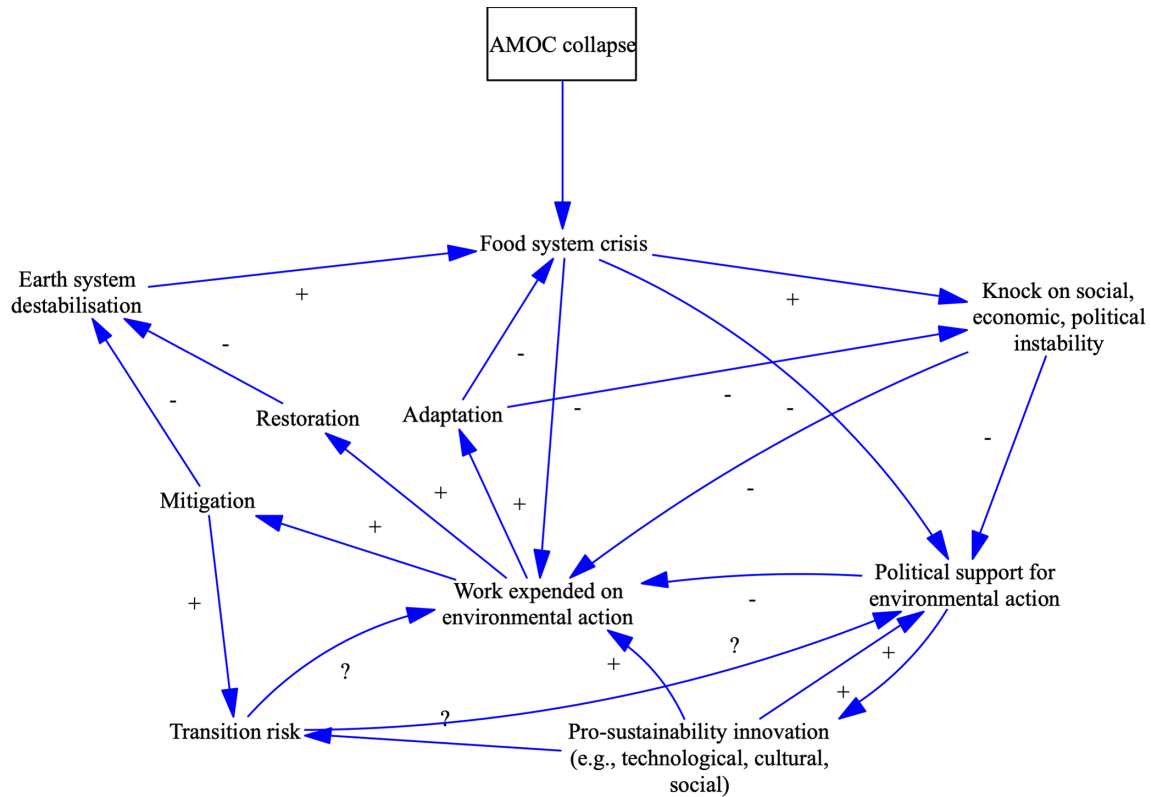 AMOC collapse
Food system crisis
Earth system
destabilisation
+
+
Knock on social,
economic, political
instability
-
-
-
Restoration
Adaptation
-
-
-
-
Mitigation
+
+
+
-
Work expended on
environmental action
Political support for
environmental action
+
-
?
+
?
+
+
?
Transition risk
Pro-sustainability innovation
(e.g., technological, cultural,
social)